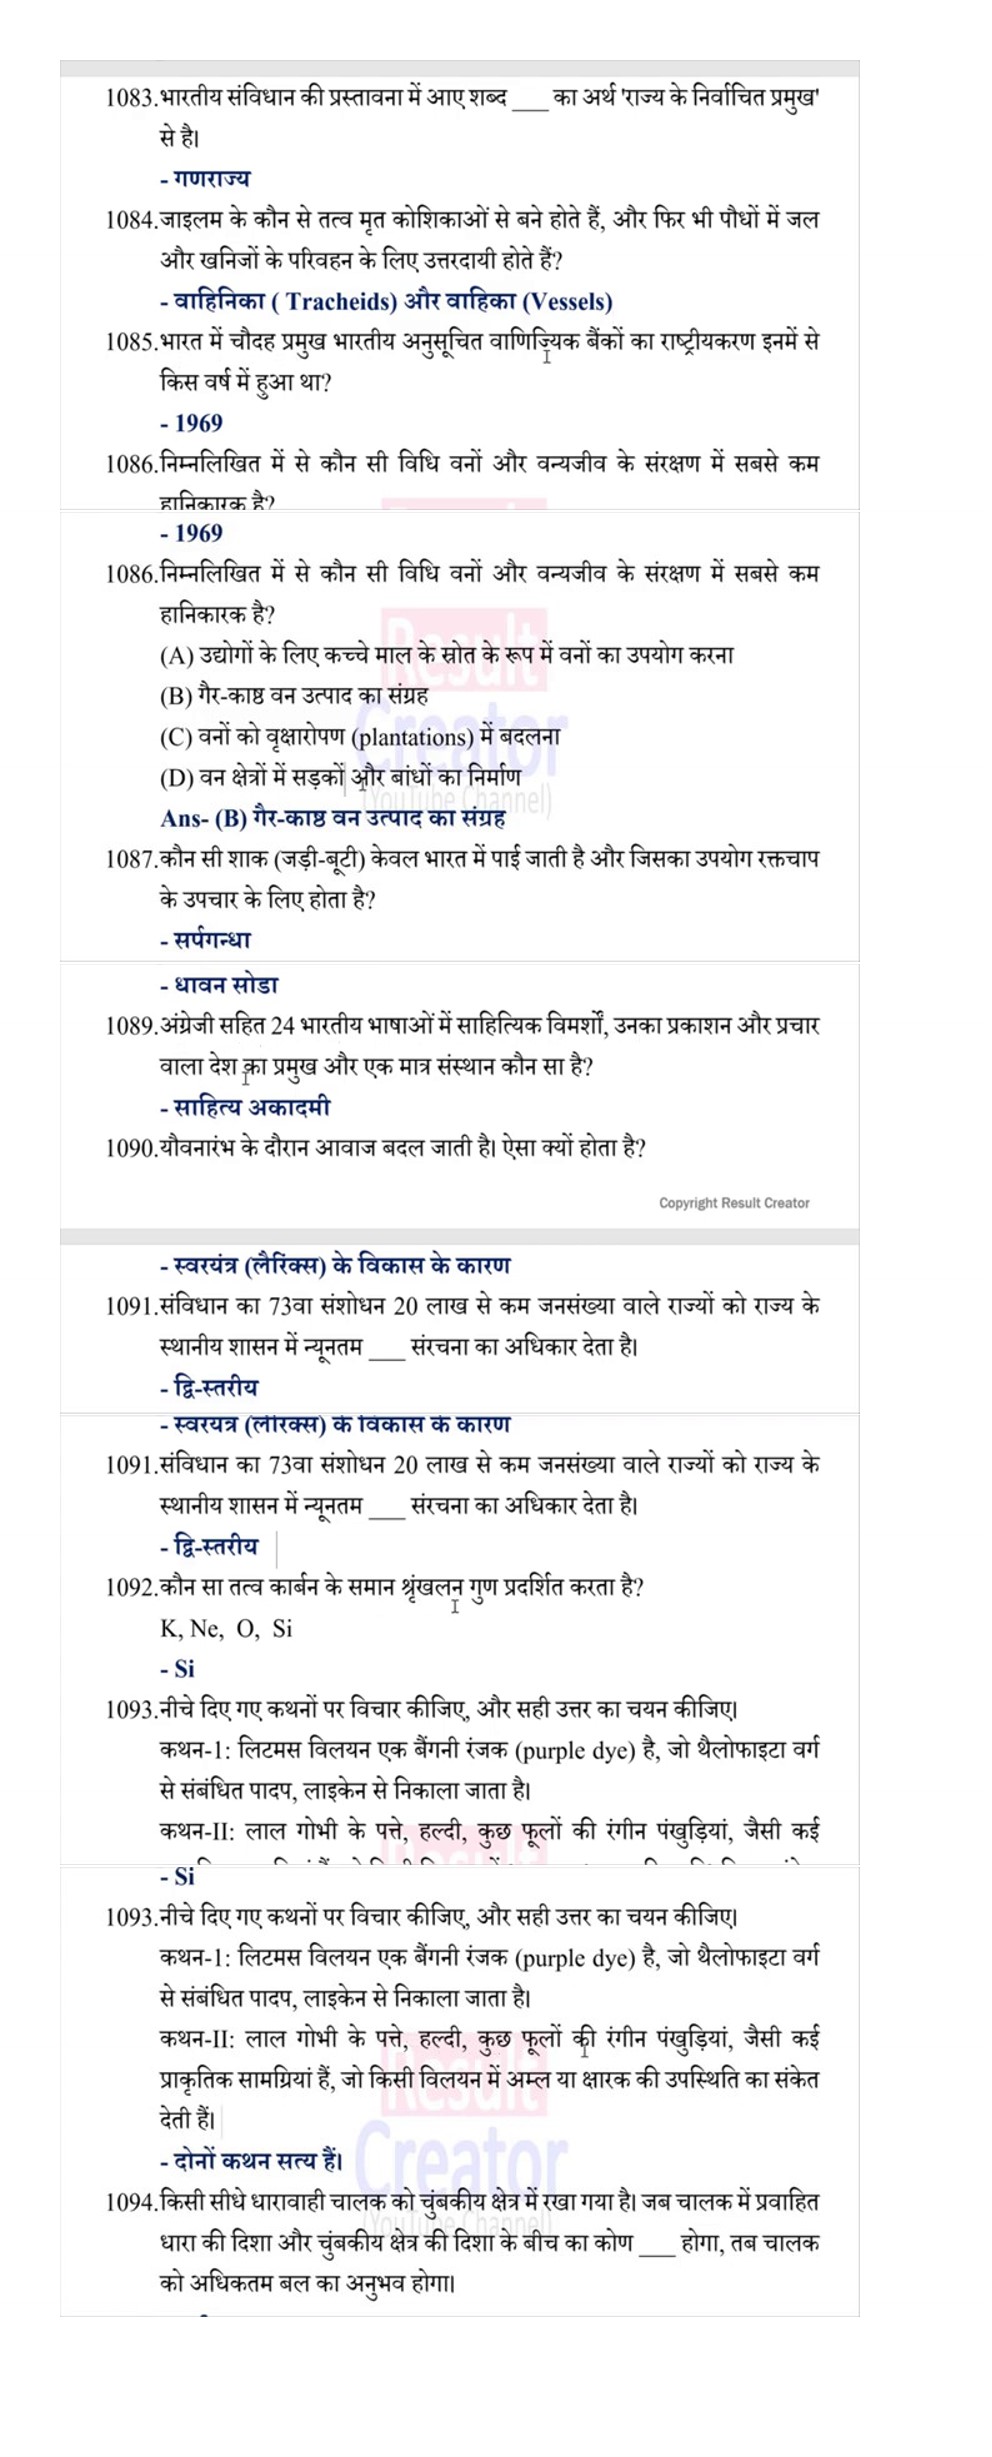 1083.भारतीय संविधान की प्रस्तावना में आए शब्द ___ का अर्थ 'राज्य के निर्वाचित प्रमुख'
से है।
- गणराज्य
1084.जाइलम के कौन से तत्व मृत कोशिकाओं से बने होते हैं, और फिर भी पौधों में जल
और खनिजों के परिवहन के लिए उत्तरदायी होते हैं?
- वाहिनिका ( Tracheids) और वाहिका (Vessels)
1085.भारत में चौदह प्रमुख भारतीय अनुसूचित वाणिज्यिक बैंकों का राष्ट्रीयकरण इनमें से
किस वर्ष में हुआ था?
- 1969
1086.निम्नलिखित में से कौन सी विधि वनों और वन्यजीव के संरक्षण में सबसे कम
हानिकारक है?
- 1969
1086.निम्नलिखित में से कौन सी विधि वनों और वन्यजीव के संरक्षण में सबसे कम
हानिकारक है?
(A) उद्योगों के लिए कच्चे माल के स्रोत के रूप में वनों का उपयोग करना
(B) गैर-काष्ठ वन उत्पाद का संग्रह
(C) वनों को वृक्षारोपण (plantations) में बदलना
(D) वन क्षेत्रों में सड़कों और बांधों का निर्माण
Ans- (B) गैर-काष्ठ वन उत्पाद का संग्रह
Result
Creator
(YouTube Channel)
1087.कौन सी शाक (जड़ी-बूटी) केवल भारत में पाई जाती है और जिसका उपयोग रक्तचाप
के उपचार के लिए होता है?
- सर्पगन्धा
- धावन सोडा
1089.अंग्रेजी सहित 24 भारतीय भाषाओं में साहित्यिक विमर्शों, उनका प्रकाशन और प्रचार
वाला देश का प्रमुख और एक मात्र संस्थान कौन सा है?
- साहित्य अकादमी
1090.यौवनारंभ के दौरान आवाज बदल जाती है। ऐसा क्यों होता है?
Copyright Result Creator
- स्वरयंत्र (लैरिंक्स) के विकास के कारण
1091.संविधान का 73वा संशोधन 20 लाख से कम जनसंख्या वाले राज्यों को राज्य के
स्थानीय शासन में न्यूनतम ___ संरचना का अधिकार देता है।
- द्वि-स्तरीय
- स्वरयंत्र (लैरिंक्स) के विकास के कारण
1091.संविधान का 73वा संशोधन 20 लाख से कम जनसंख्या वाले राज्यों को राज्य के
स्थानीय शासन में न्यूनतम ___ संरचना का अधिकार देता है।
- द्वि-स्तरीय
1092.कौन सा तत्व कार्बन के समान श्रृंखलन गुण प्रदर्शित करता है?
K, Ne, O, Si
- Si
1093.नीचे दिए गए कथनों पर विचार कीजिए, और सही उत्तर का चयन कीजिए।
कथन-1: लिटमस विलयन एक बैंगनी रंजक (purple dye) है, जो थैलोफाइटा वर्ग
से संबंधित पादप, लाइकेन से निकाला जाता है।
कथन-II: लाल गोभी के पत्ते, हल्दी, कुछ फूलों की रंगीन पंखुड़ियां, जैसी कई
- Si
1093.नीचे दिए गए कथनों पर विचार कीजिए, और सही उत्तर का चयन कीजिए।
कथन-1: लिटमस विलयन एक बैंगनी रंजक (purple dye) है, जो थैलोफाइटा वर्ग
से संबंधित पादप, लाइकेन से निकाला जाता है।
कथन-II: लाल गोभी के पत्ते, हल्दी, कुछ फूलों की रंगीन पंखुड़ियां, जैसी कई
प्राकृतिक सामग्रियां हैं, जो किसी विलयन में अम्ल या क्षारक की उपस्थिति का संकेत
देती हैं।
- दोनों कथन सत्य हैं।
Result
Creator
(YouTube Channel)
1094.किसी सीधे धारावाही चालक को चुंबकीय क्षेत्र में रखा गया है। जब चालक में प्रवाहित
धारा की दिशा और चुंबकीय क्षेत्र की दिशा के बीच का कोण ___ होगा, तब चालक
को अधिकतम बल का अनुभव होगा।